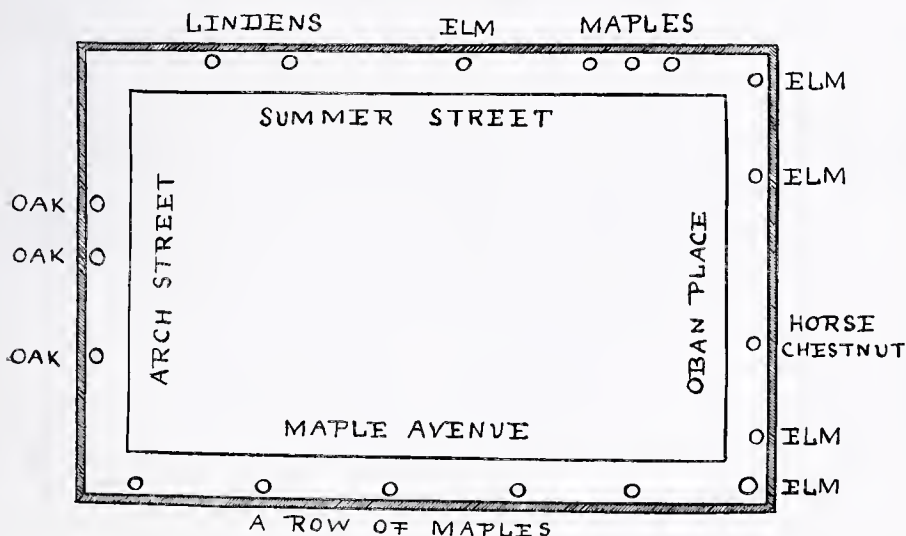 LINDENS ELM MAPLES
ELM
SUMMER STREET
ELM
OAK
OAK
ARCH STREET
OBAN PLACE
HORSE
CHESTNUT
OAK
MAPLE AVENUE
ELM
ELM
A ROW OF MAPLES